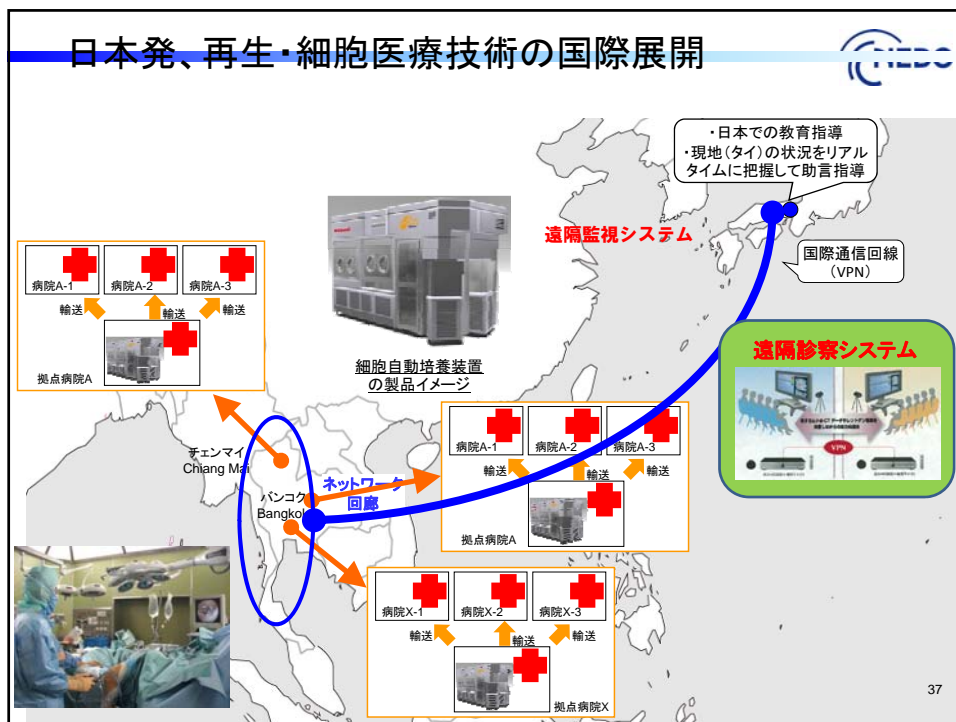 日本発、再生・細胞医療技術の国際展開
NEDO
・日本での教育指導
・現地(タイ)の状況をリアル
タイムに把握して助言指導
遠隔監視システム
国際通信回線
(VPN)
病院A-1
病院A-2
病院A-3
輸送
輸送
輸送
拠点病院A
細胞自動培養装置
の製品イメージ
遠隔診察システム
VPN
チェンマイ
Chiang Mai
バンコク
Bangkok
ネットワーク
回廊
病院A-1
病院A-2
病院A-3
輸送
輸送
輸送
拠点病院A
病院X-1
病院X-2
病院X-3
輸送
輸送
輸送
拠点病院X
37